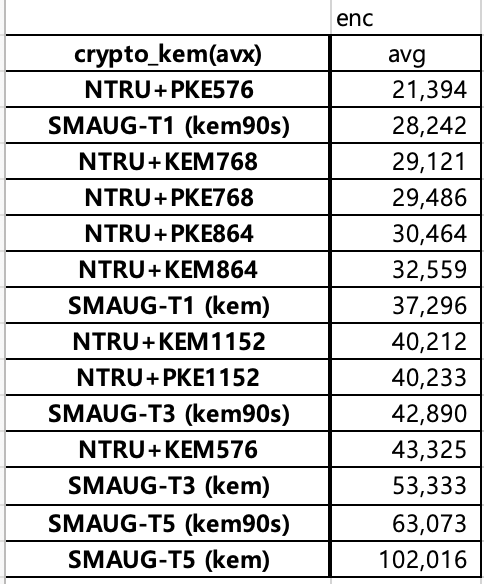 enc
crypto_kem(avx) avg
NTRU+PKE576 21,394
SMAUG-T1 (kem90s) 28,242
NTRU+KEM768 29,121
NTRU+PKE768 29,486
NTRU+PKE864 30,464
NTRU+KEM864 32,559
SMAUG-T1 (kem) 37,296
NTRU+KEM1152 40,212
NTRU+PKE1152 40,233
SMAUG-T3 (kem90s) 42,890
NTRU+KEM576 43,325
SMAUG-T3 (kem) 53,333
SMAUG-T5 (kem90s) 63,073
SMAUG-T5 (kem) 102,016